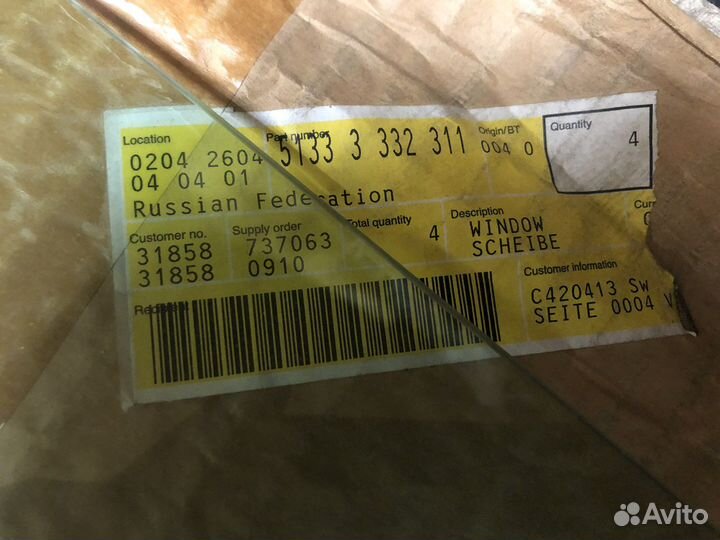 Location Part number Origin/BT Quantity
0204 2604 5133 3 332 311 004 0 4
04 04 01
Russian Federation
Customer no. Supply order Total quantity Description
31858 737063 4 WINDOW
31858 0910 SCHEIBE
Customer information
C420413 Sw
SEITE 0004 V
Recipient
Avito